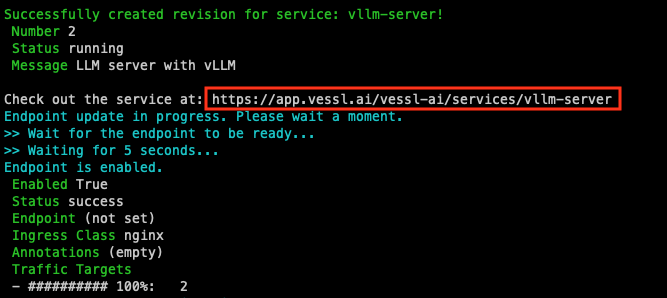 Successfully created revision for service: vllm-server!
Number 2
Status running
Message LLM server with vLLM
Check out the service at: https://app.vessl.ai/vessl-ai/services/vllm-server
Endpoint update in progress. Please wait a moment.
>> Wait for the endpoint to be ready...
>> Waiting for 5 seconds...
Endpoint is enabled.
Enabled True
Status success
Endpoint (not set)
Ingress Class nginx
Annotations (empty)
Traffic Targets
- ########## 100%:   2